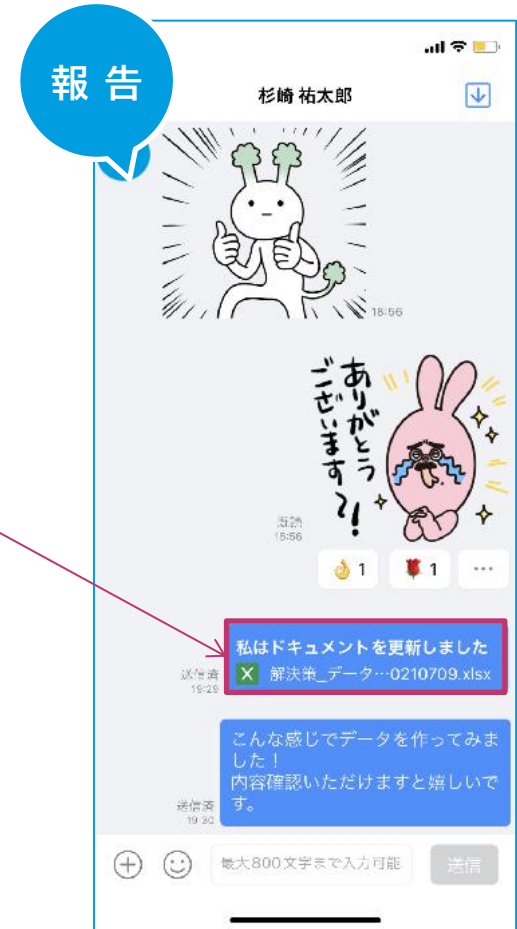 報告
杉崎 祐太郎
18:56
ありがとう
ございます?!
既読
18:56
👌 1 🌹 1 …
私はドキュメントを更新しました
X 解決策_データ…0210709.xlsx
送信済
19:29
こんな感じでデータを作ってみま
した!
内容確認いただけますと嬉しいで
す。
送信済
19:30
最大800文字まで入力可能
送信